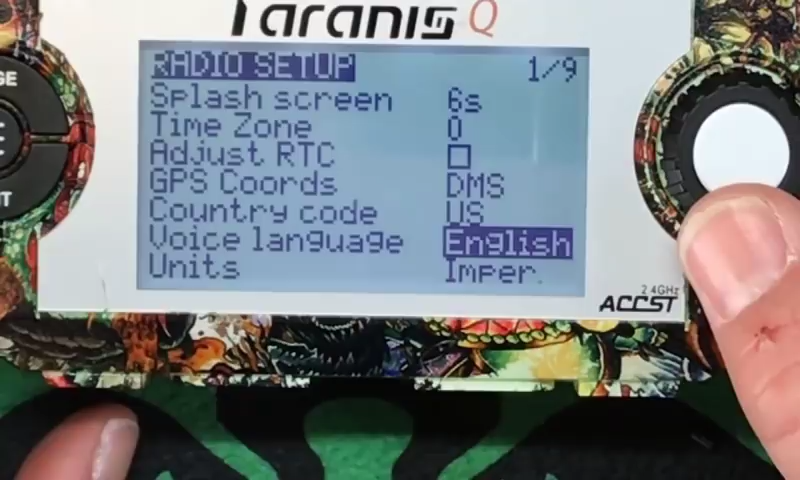 Taranis Q
RADIO SETUP 1/9
Splash screen 6s
Time Zone 0
Adjust RTC
GPS Coords DMS
Country code US
Voice language English
Units Imper.
2.4GHz
ACCST